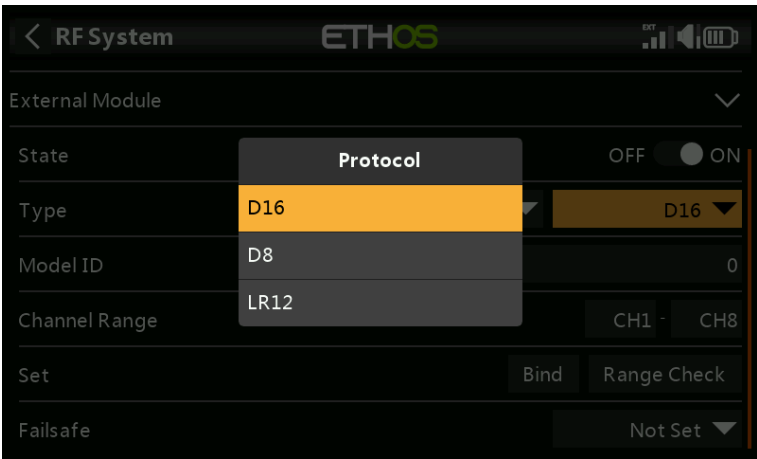 RF System ETHOS EXT
External Module
State OFF ON
Protocol
D16
Type D16
D8
Model ID 0
LR12
Channel Range CH1 - CH8
Set Bind Range Check
Failsafe Not Set